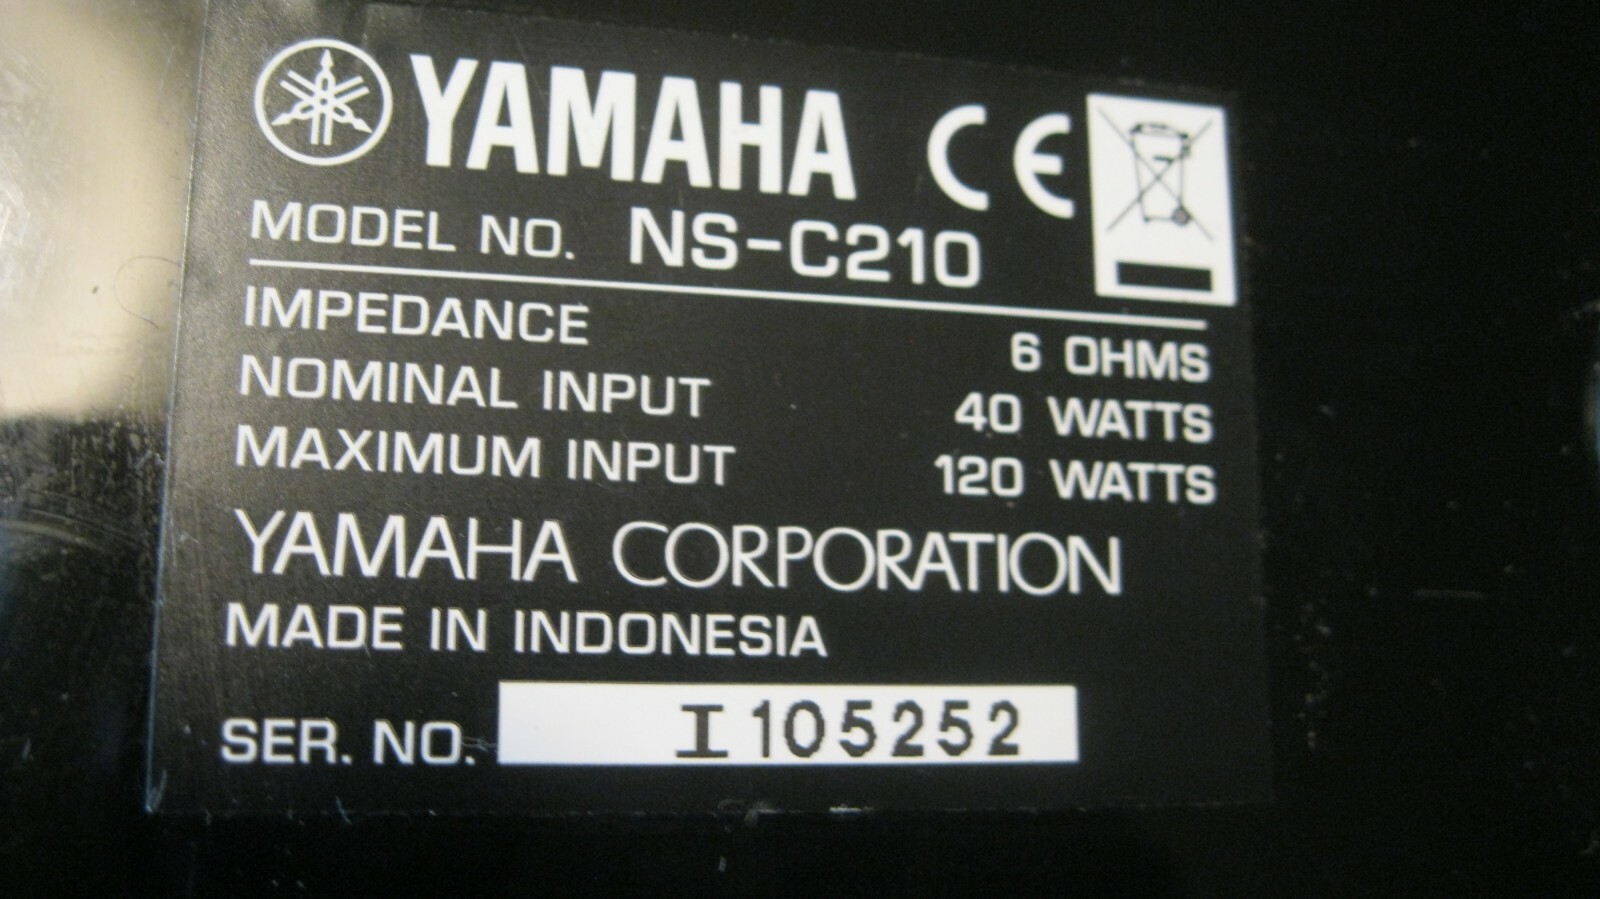 YAMAHA CE
MODEL NO. NS-C210
IMPEDANCE 6 OHMS
NOMINAL INPUT 40 WATTS
MAXIMUM INPUT 120 WATTS
YAMAHA CORPORATION
MADE IN INDONESIA
SER. NO. I105252